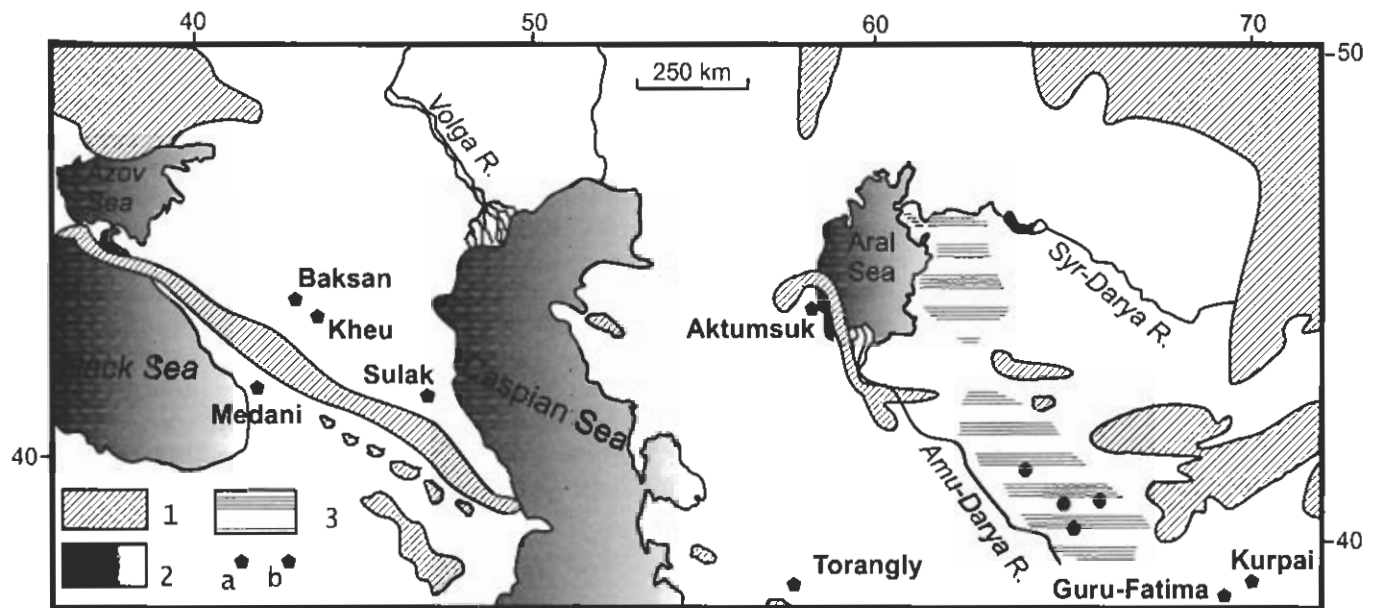 40 50 60 70
50
250 km
Volga R.
Azov
Sea
Aral
Sea
Syr-Darya R.
Baksan
Kheu
Aktumsuk
Black Sea
Sulak
Caspian Sea
Medani
40
Amu-Darya R.
1 3
40
2 a b
Torangly
Kurpai
Guru-Fatima